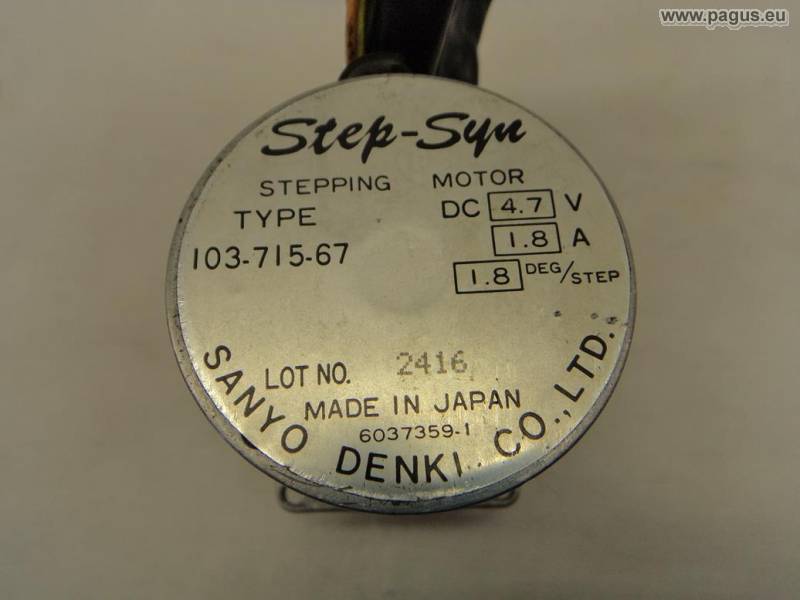 www.pagus.eu
Step-Syn
STEPPING MOTOR
TYPE
DC 4.7 V
103-715-67
1.8 A
1.8 DEG/STEP
LOT NO. 2416
MADE IN JAPAN
6037359-1
SANYO DENKI CO., LTD.